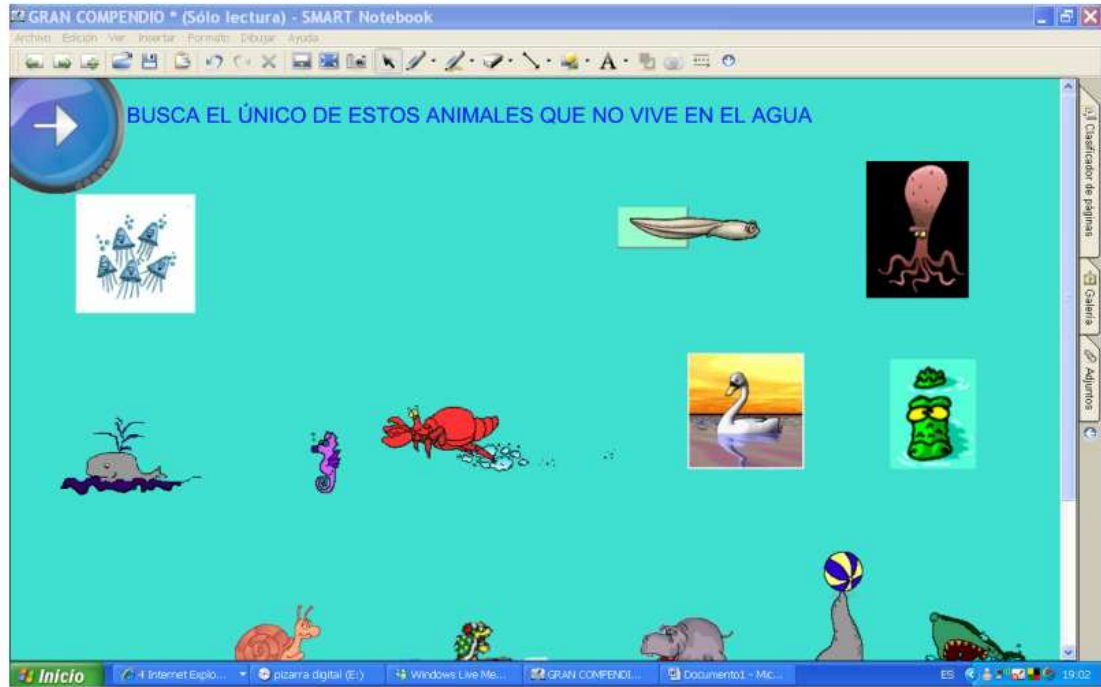 GRAN COMPENDIO * (Sólo lectura) - SMART Notebook
Archivo Edición Ver Insertar Formato Dibujar Ayuda
BUSCA EL ÚNICO DE ESTOS ANIMALES QUE NO VIVE EN EL AGUA
Clasificador de páginas
Galería
Adjuntos
Inicio
4 Internet Explo...
pizarra digital (E:)
Windows Live Me...
GRAN COMPENDI...
Documento1 - Mic...
ES
19:02